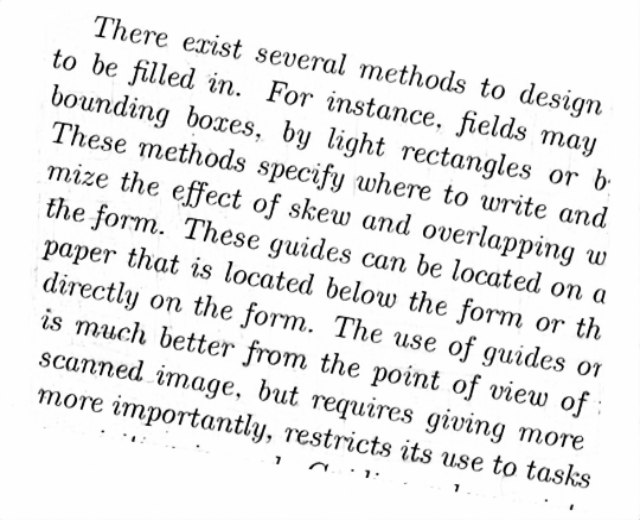 There exist several methods to design
to be filled in. For instance, fields may
bounding boxes, by light rectangles or b
These methods specify where to write and
mize the effect of skew and overlapping w
the form. These guides can be located on a
paper that is located below the form or th
directly on the form. The use of guides or
is much better from the point of view of
scanned image, but requires giving more
more importantly, restricts its use to tasks